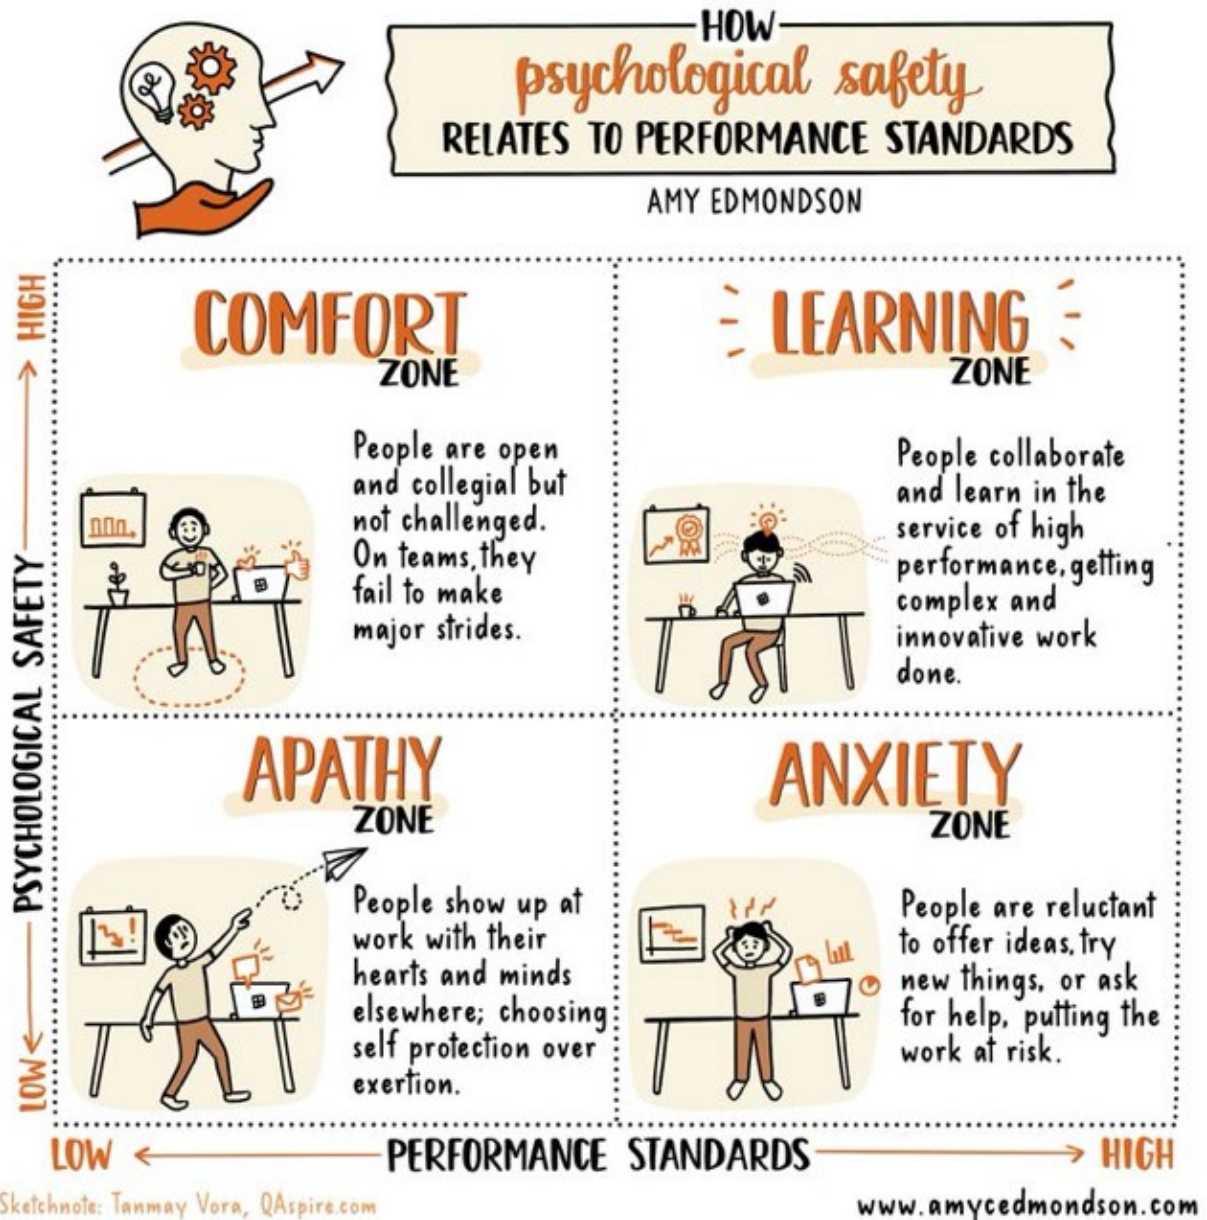 HOW
psychological safety
RELATES TO PERFORMANCE STANDARDS
AMY EDMONDSON
HIGH
PSYCHOLOGICAL SAFETY
LOW
COMFORT
ZONE
People are open
and collegial but
not challenged.
On teams, they
fail to make
major strides.
LEARNING
ZONE
People collaborate
and learn in the
service of high
performance, getting
complex and
innovative work
done.
APATHY
ZONE
People show up at
work with their
hearts and minds
elsewhere; choosing
self protection over
exertion.
ANXIETY
ZONE
People are reluctant
to offer ideas, try
new things, or ask
for help, putting the
work at risk.
LOW
PERFORMANCE STANDARDS
HIGH
Sketchnote: Tanmay Vora, QAspire.com
www.amycedmondson.com